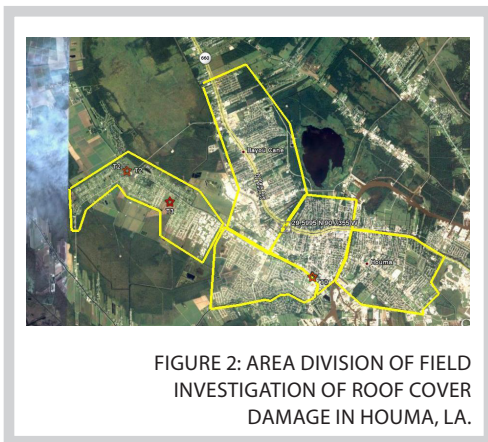 660
Bayou Cane
Houma
FIGURE 2: AREA DIVISION OF FIELD
INVESTIGATION OF ROOF COVER
DAMAGE IN HOUMA, LA.